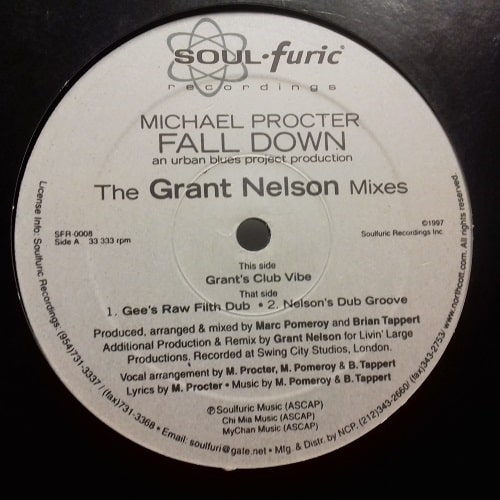 SOUL·furic®
recordings
MICHAEL PROCTER
FALL DOWN
an urban blues project production
The Grant Nelson Mixes
SFR-0008
Side A 33 333 rpm
©1997
Soulfuric Recordings Inc.
This side
Grant's Club Vibe
That side
1. Gee's Raw Filth Dub • 2. Nelson's Dub Groove
Produced, arranged & mixed by Marc Pomeroy and Brian Tappert
Additional Production & Remix by Grant Nelson for Livin' Large
Productions, Recorded at Swing City Studios, London.
Vocal arrangement by M. Procter, M. Pomeroy & B. Tappert
Lyrics by M. Procter • Music by M. Pomeroy & B. Tappert
℗ Soulfuric Music (ASCAP)
Chi Mia Music (ASCAP)
MyChan Music (ASCAP)
License Info: Soulfuric Recordings: (954)731-3337 /(fax)731-3368 • Email: soulfuri@gate.net • Mfg. & Distr. by NCP, (212)343-2660/ (fax)343-2753/ www.northcott.com All rights reserved.